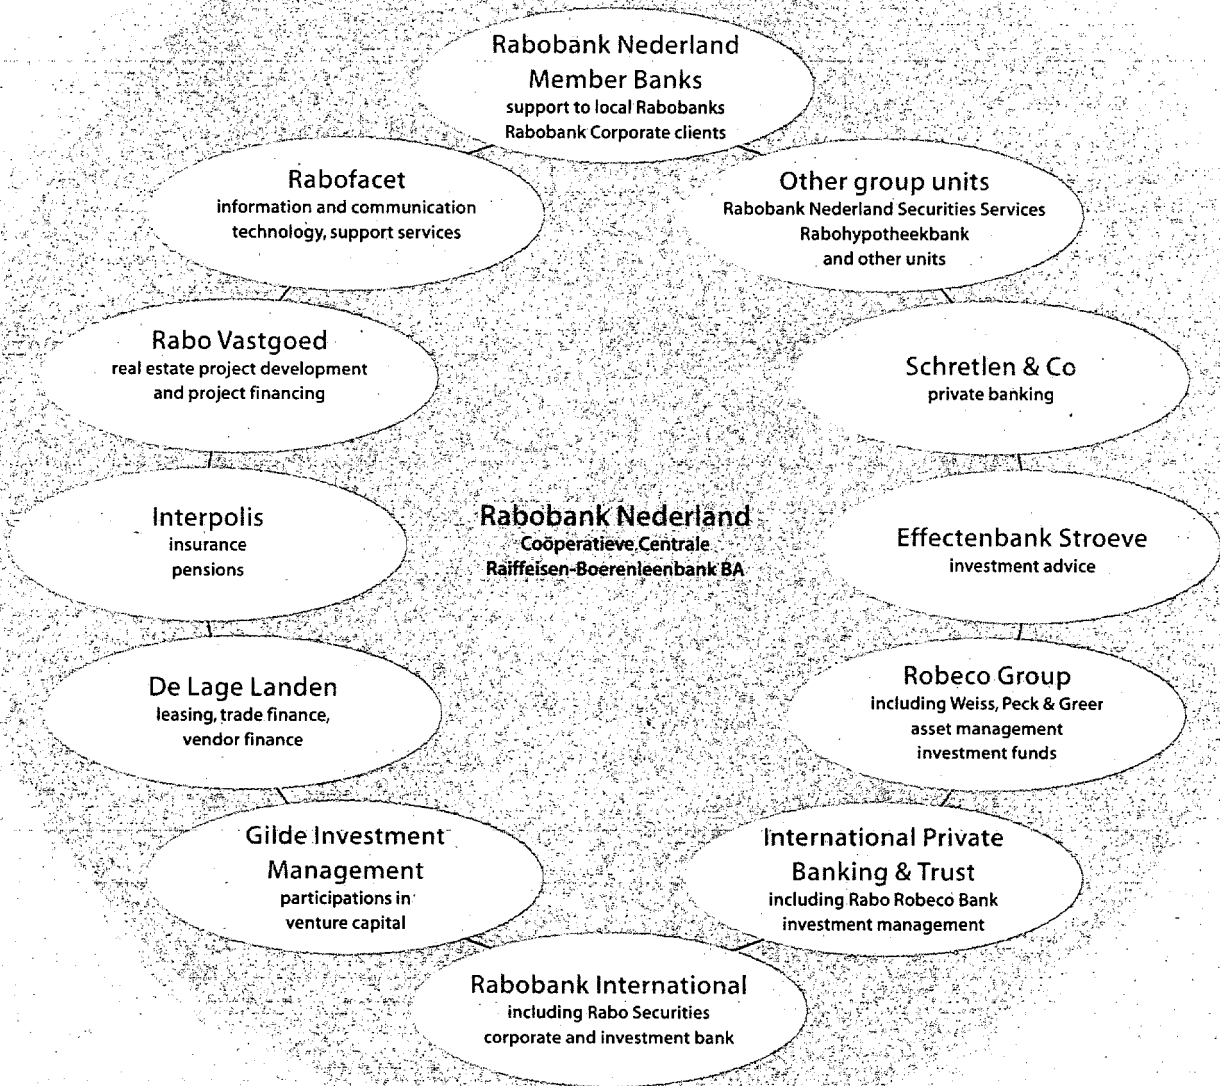 Rabobank Nederland
Member Banks
support to local Rabobanks
Rabobank Corporate clients
Rabofacet
information and communication
technology, support services
Other group units
Rabobank Nederland Securities Services
Rabohypotheekbank
and other units
Rabo Vastgoed
real estate project development
and project financing
Schretlen & Co
private banking
Interpolis
insurance
pensions
Rabobank Nederland
Coöperatieve Centrale
Raiffeisen-Boerenleenbank BA
Effectenbank Stroeve
investment advice
De Lage Landen
leasing, trade finance,
vendor finance
Robeco Group
including Weiss, Peck & Greer
asset management
investment funds
Gilde Investment
Management
participations in
venture capital
International Private
Banking & Trust
including Rabo Robeco Bank
investment management
Rabobank International
including Rabo Securities
corporate and investment bank